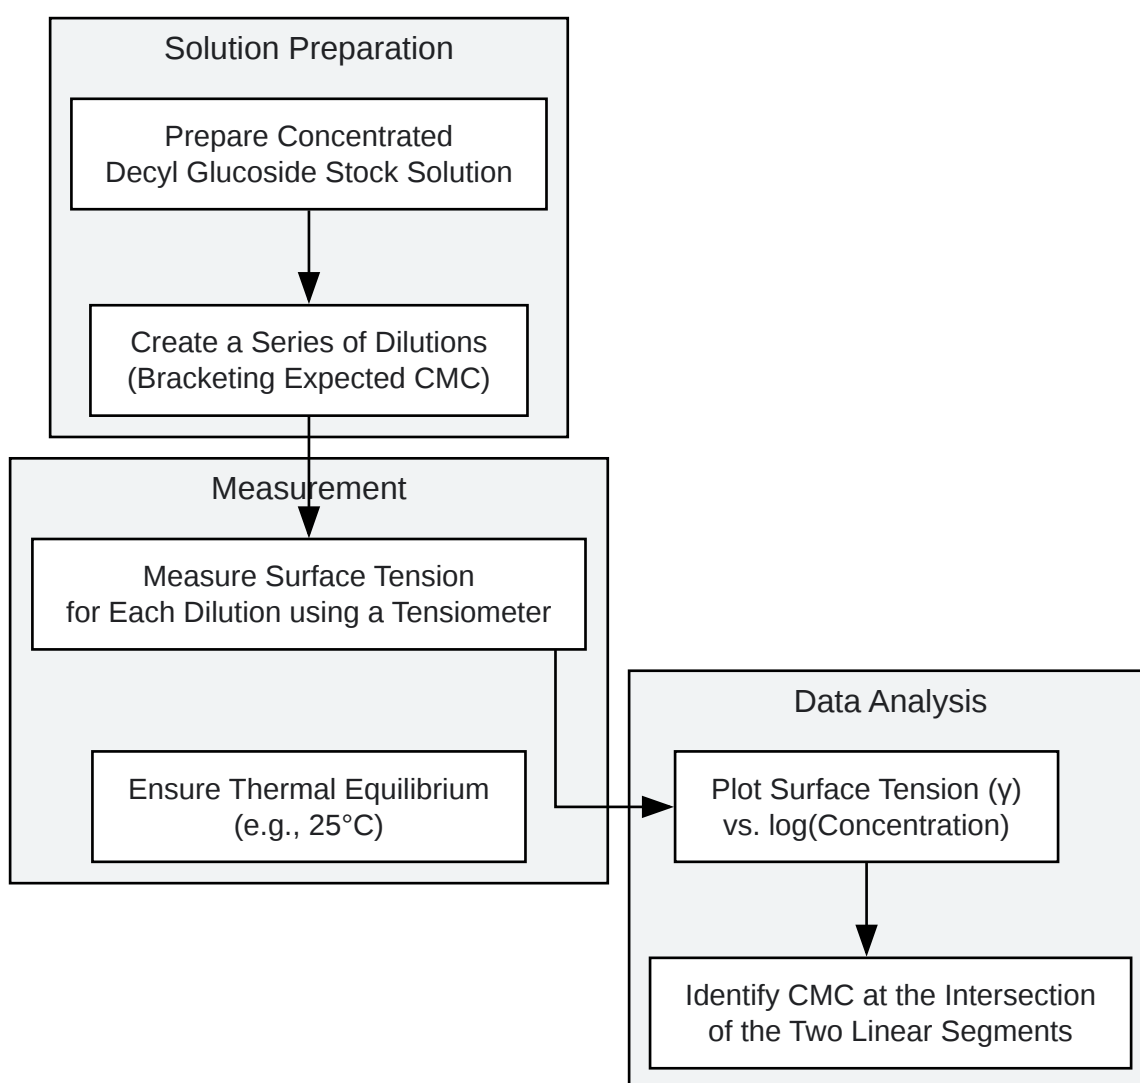 Solution Preparation
Prepare Concentrated
Decyl Glucoside Stock Solution
Create a Series of Dilutions
(Bracketing Expected CMC)
Measurement
Measure Surface Tension
for Each Dilution using a Tensiometer
Ensure Thermal Equilibrium
(e.g., 25°C)
Data Analysis
Plot Surface Tension (γ)
vs. log(Concentration)
Identify CMC at the Intersection
of the Two Linear Segments